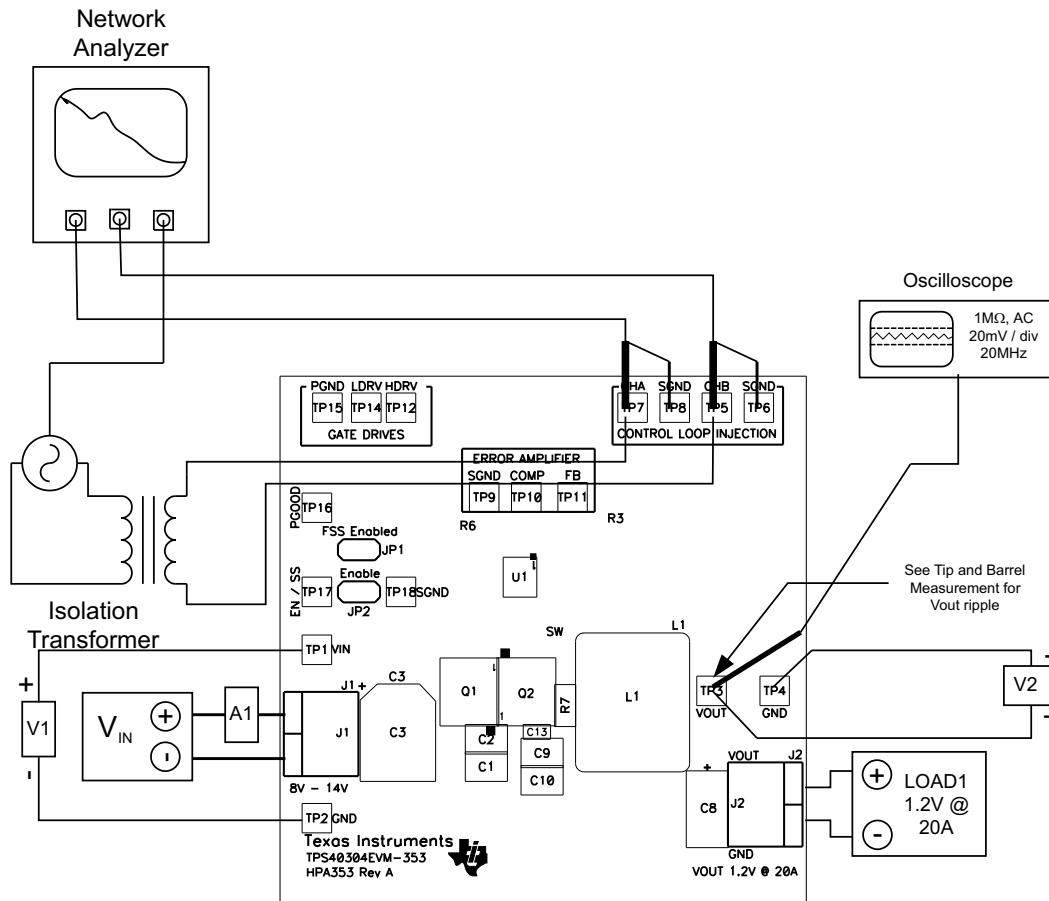 Network
Analyzer
Oscilloscope
1MΩ, AC
20mV / div
20MHz
PGND LDRV HDRV
TP15 TP14 TP12
GATE DRIVES
CHA SGND CHB SGND
TP7 TP8 TP5 TP6
CONTROL LOOP INJECTION
ERROR AMPLIFIER
SGND COMP FB
TP9 TP10 TP11
R6 R3
PGOOD
TP16
FSS Enabled
JP1
EN / SS
TP17
Enable
JP2
TP18 SGND
U1
1
See Tip and Barrel
Measurement for
Vout ripple
Isolation
Transformer
TP1 VIN
SW
L1
L1
+
V1
-
VIN
+
-
A1
J1
+
J1
8V - 14V
C3
C3
Q1
1
Q2
1
R7
C2
C1
C13
C9
C10
TP3
VOUT
TP4
GND
V2
-
VOUT J2
+
C8
J2
GND
+
-
LOAD1
1.2V @
20A
TP2 GND
Texas Instruments
TPS40304EVM-353
HPA353 Rev A
VOUT 1.2V @ 20A